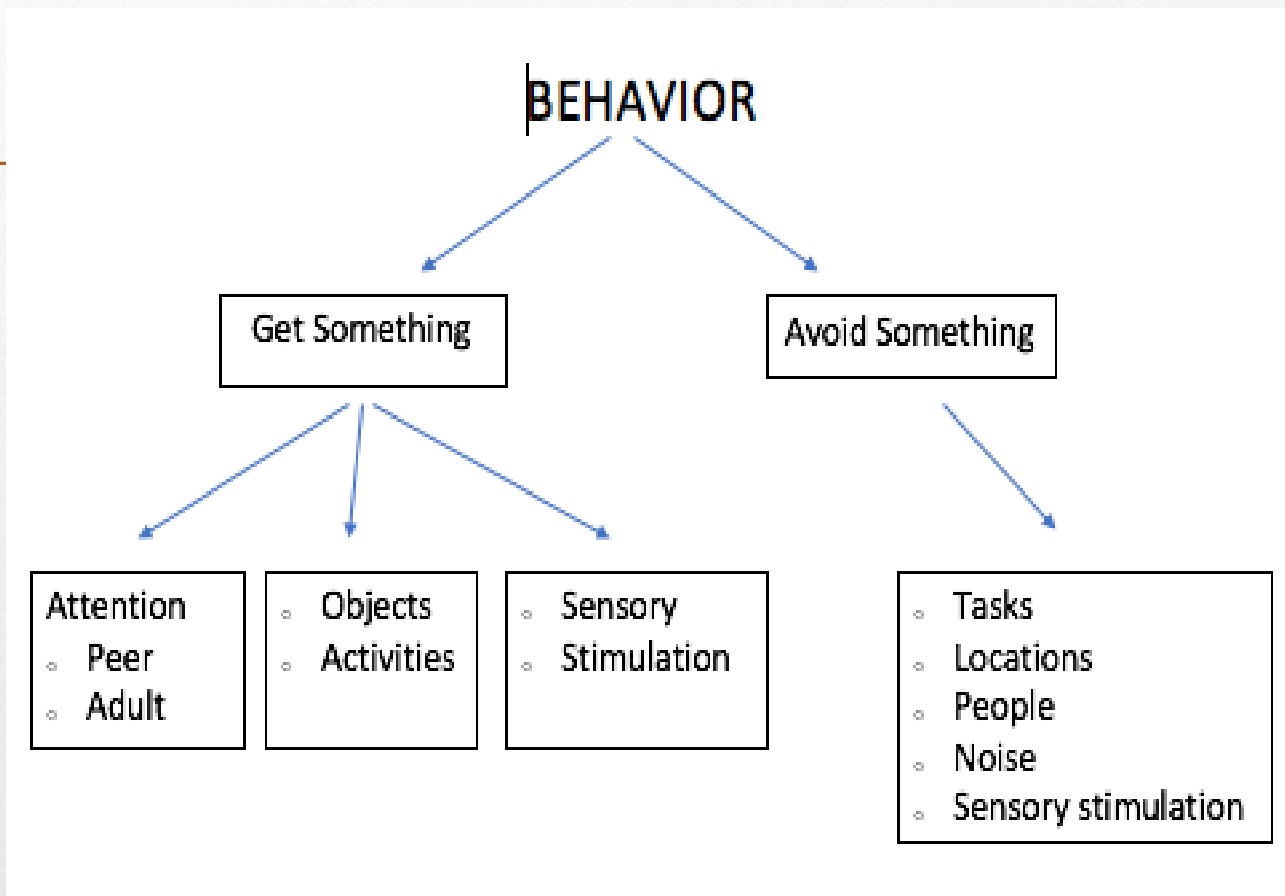 BEHAVIOR
Get Something
Avoid Something
Attention
◦ Peer
◦ Adult
◦ Objects
◦ Activities
◦ Sensory
◦ Stimulation
◦ Tasks
◦ Locations
◦ People
◦ Noise
◦ Sensory stimulation